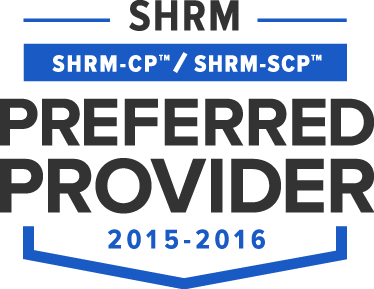 SHRM
SHRM-CP™ / SHRM-SCP™
PREFERRED
PROVIDER
2015-2016